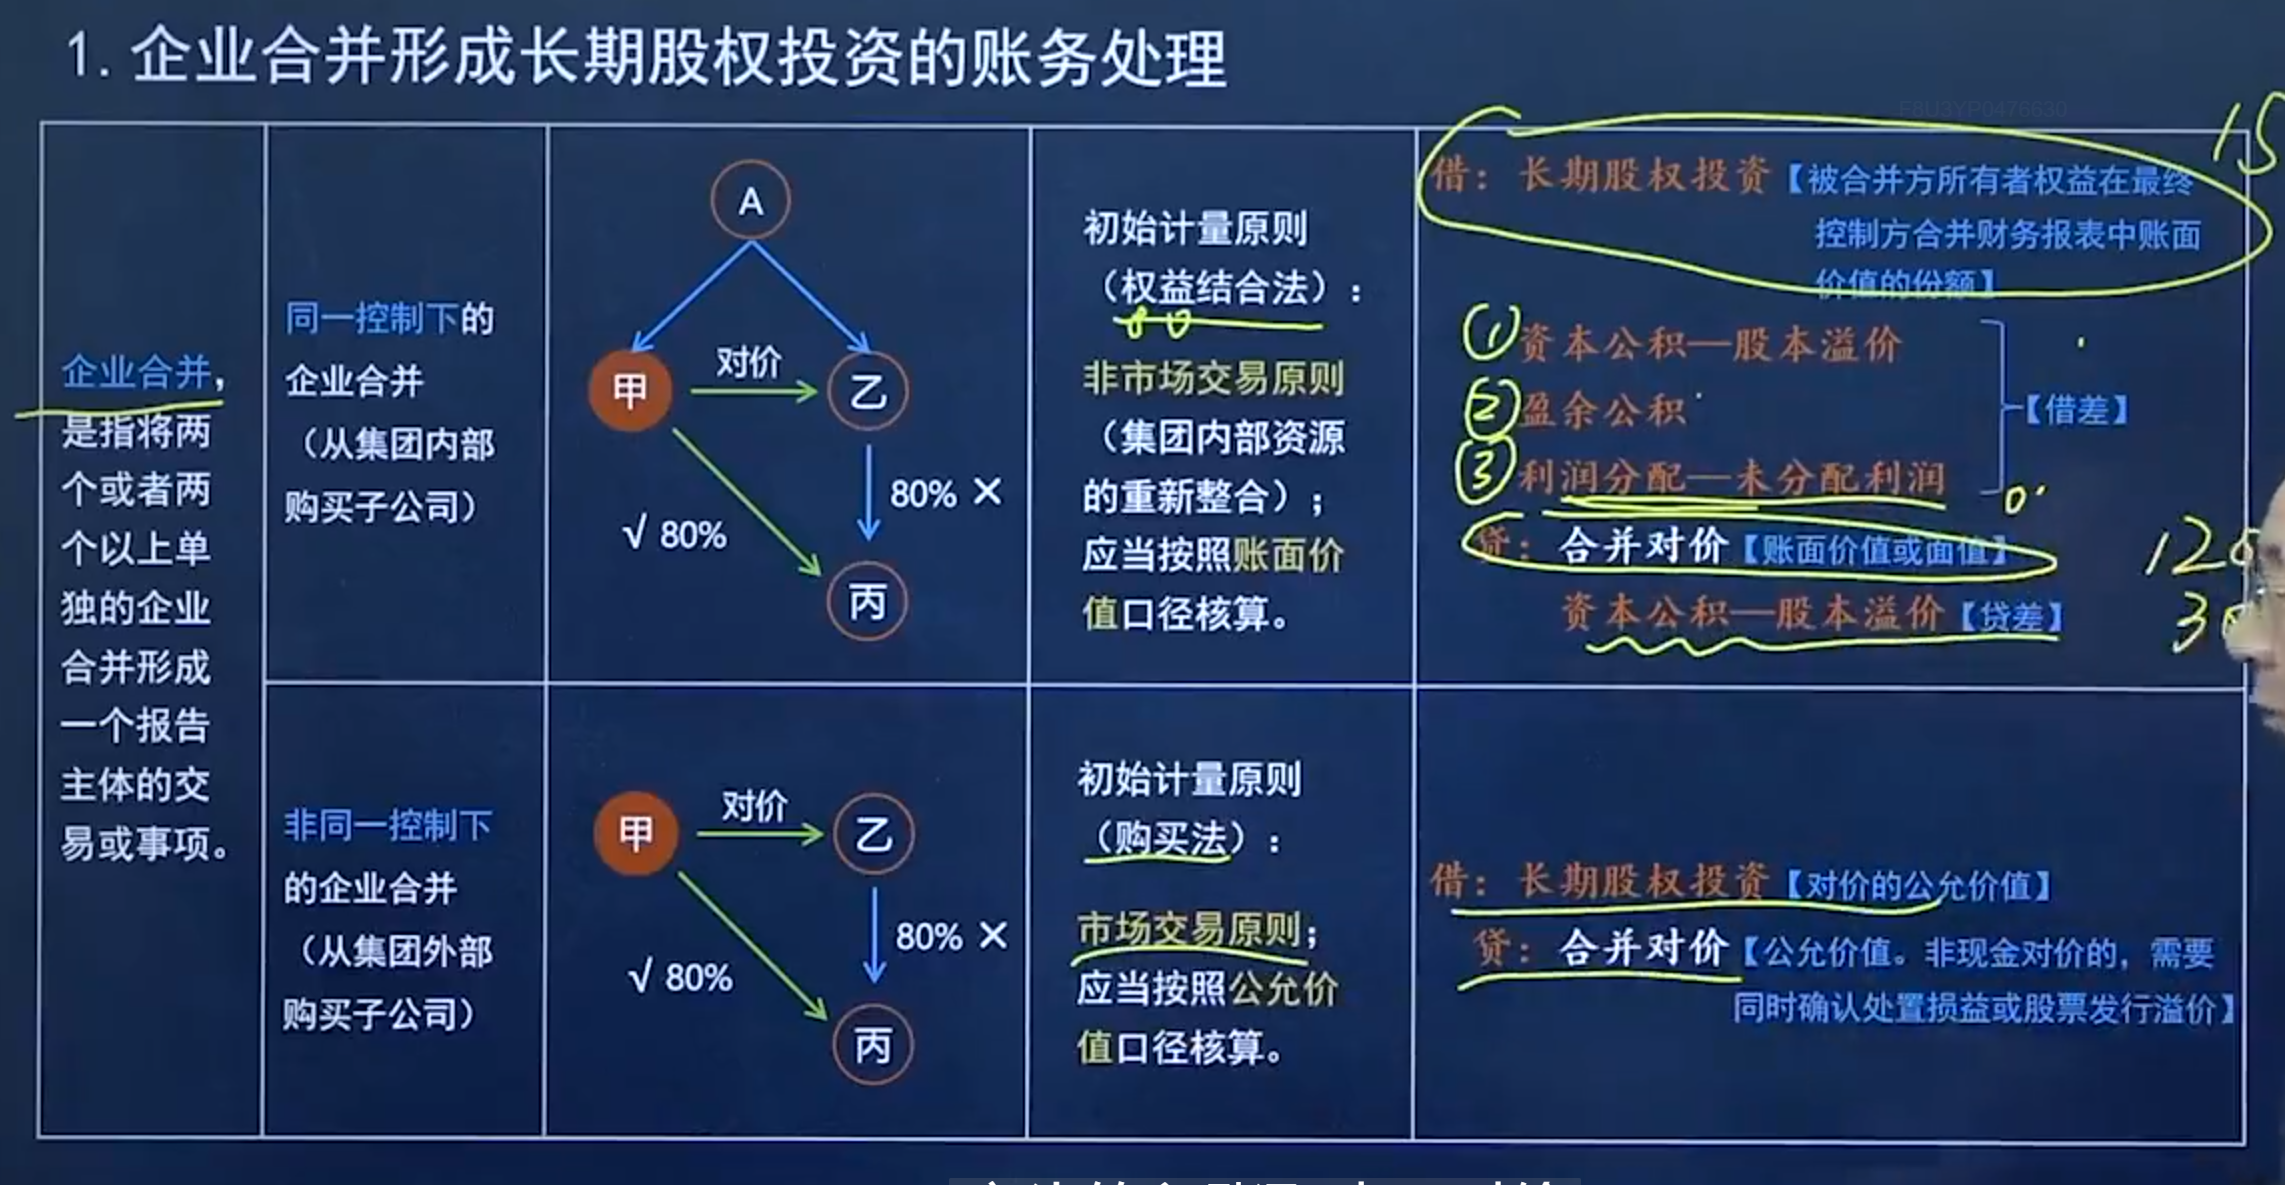 1. 企业合并形成长期股权投资的账务处理
E8U3YP0476630
企业合并，
是指将两
个或者两
个以上单
独的企业
合并形成
一个报告
主体的交
易或事项。
同一控制下的
企业合并
（从集团内部
购买子公司）
A
甲
对价
乙
80% ×
√ 80%
丙
初始计量原则
（权益结合法）：
非市场交易原则
（集团内部资源
的重新整合）；
应当按照账面价
值口径核算。
借：长期股权投资【被合并方所有者权益在最终
控制方合并财务报表中账面
价值的份额】
① 资本公积—股本溢价
② 盈余公积
【借差】
③ 利润分配—未分配利润
贷：合并对价【账面价值或面值】
资本公积—股本溢价【贷差】
非同一控制下
的企业合并
（从集团外部
购买子公司）
甲
对价
乙
80% ×
√ 80%
丙
初始计量原则
（购买法）：
市场交易原则；
应当按照公允价
值口径核算。
借：长期股权投资【对价的公允价值】
贷：合并对价【公允价值。非现金对价的，需要
同时确认处置损益或股票发行溢价】